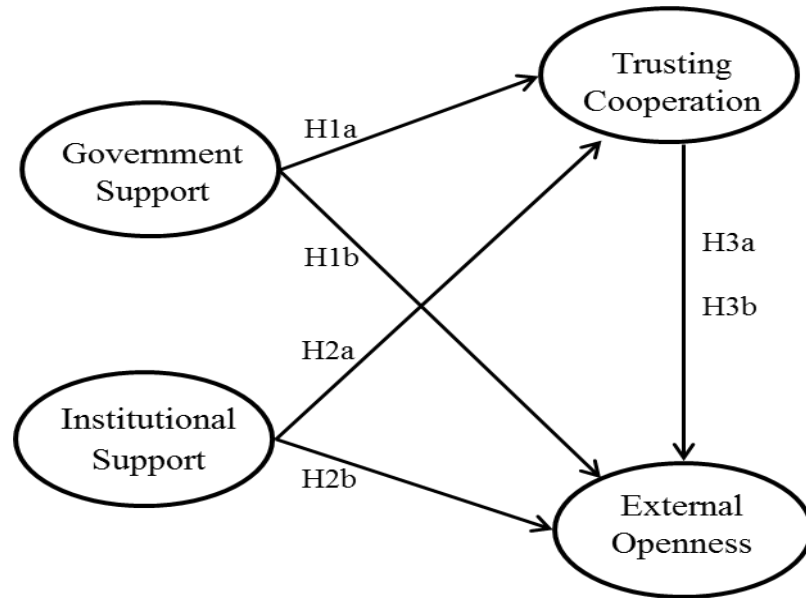 Trusting
Cooperation
H1a
Government
Support
H1b
H3a
H3b
H2a
Institutional
Support
H2b
External
Openness